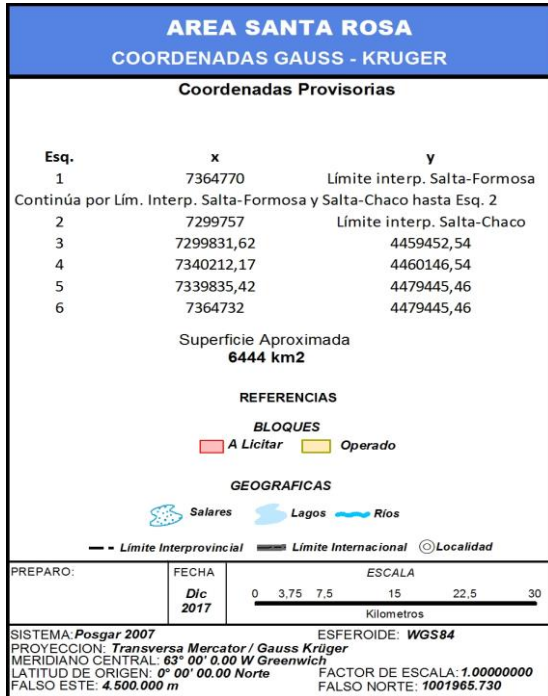 AREA SANTA ROSA
COORDENADAS GAUSS - KRUGER
Coordenadas Provisorias
Esq. x y
1 7364770 Límite interp. Salta-Formosa
Continúa por Lím. Interp. Salta-Formosa y Salta-Chaco hasta Esq. 2
2 7299757 Límite interp. Salta-Chaco
3 7299831,62 4459452,54
4 7340212,17 4460146,54
5 7339835,42 4479445,46
6 7364732 4479445,46
Superficie Aproximada
6444 km2
REFERENCIAS
BLOQUES
A Licitar Operado
GEOGRAFICAS
Salares Lagos Ríos
Límite Interprovincial Límite Internacional Localidad
PREPARO: FECHA ESCALA
Dic 2017
0 3,75 7,5 15 22,5 30
Kilometros
SISTEMA: Posgar 2007 ESFEROIDE: WGS84
PROYECCION: Transversa Mercator / Gauss Krüger
MERIDIANO CENTRAL: 63° 00' 0.00 W Greenwich
LATITUD DE ORIGEN: 0° 00' 00.00 Norte FACTOR DE ESCALA: 1.00000000
FALSO ESTE: 4.500.000 m FALSO NORTE: 1001965.730